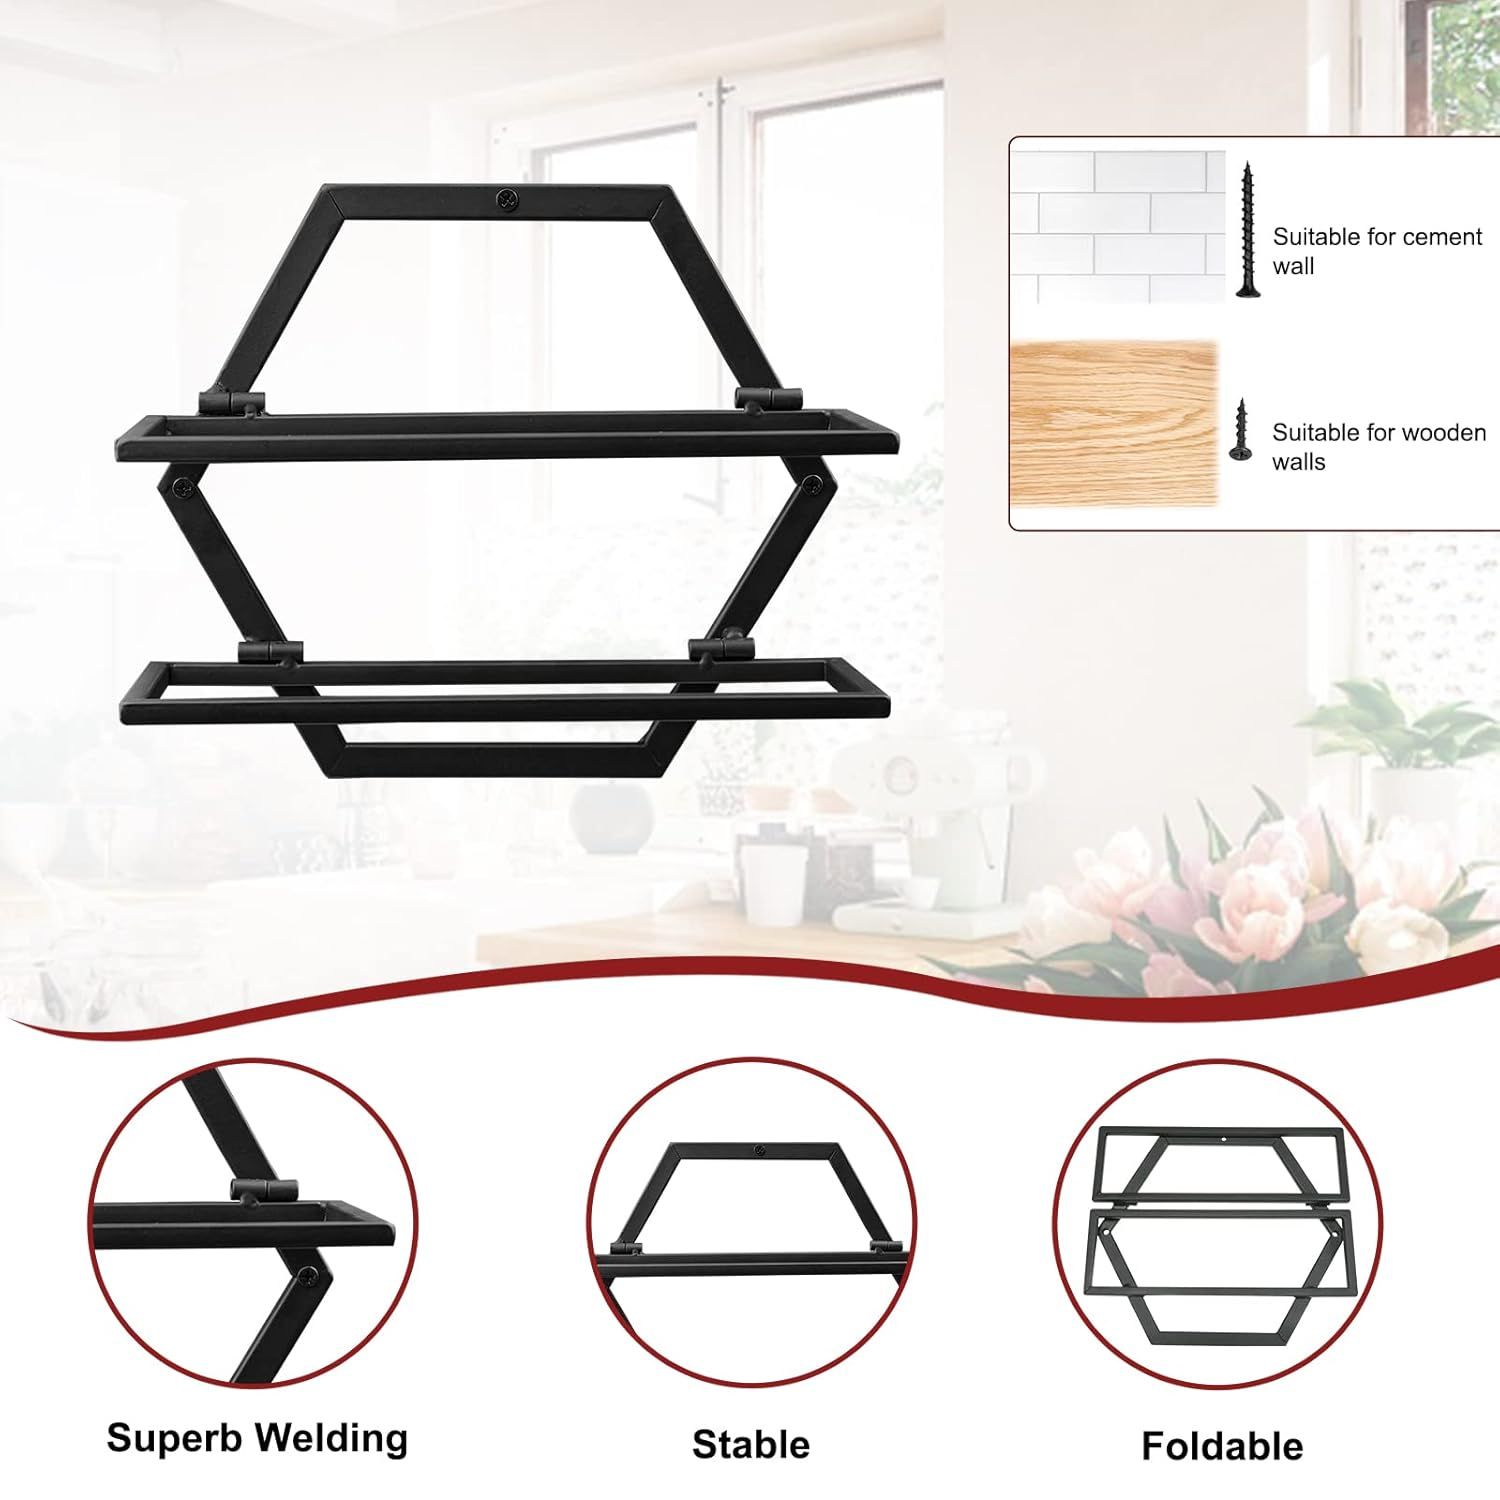 Suitable for cement
wall
Suitable for wooden
walls
Superb Welding
Stable
Foldable